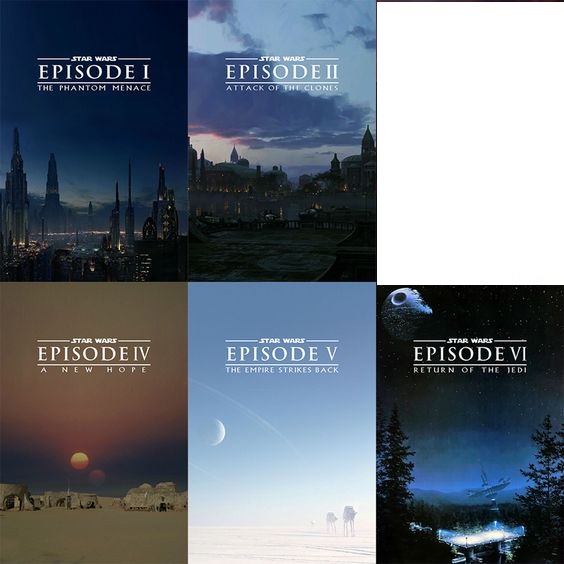 STAR WARS
EPISODE I
THE PHANTOM MENACE
STAR WARS
EPISODE II
ATTACK OF THE CLONES
STAR WARS
EPISODE IV
A NEW HOPE
STAR WARS
EPISODE V
THE EMPIRE STRIKES BACK
STAR WARS
EPISODE VI
RETURN OF THE JEDI